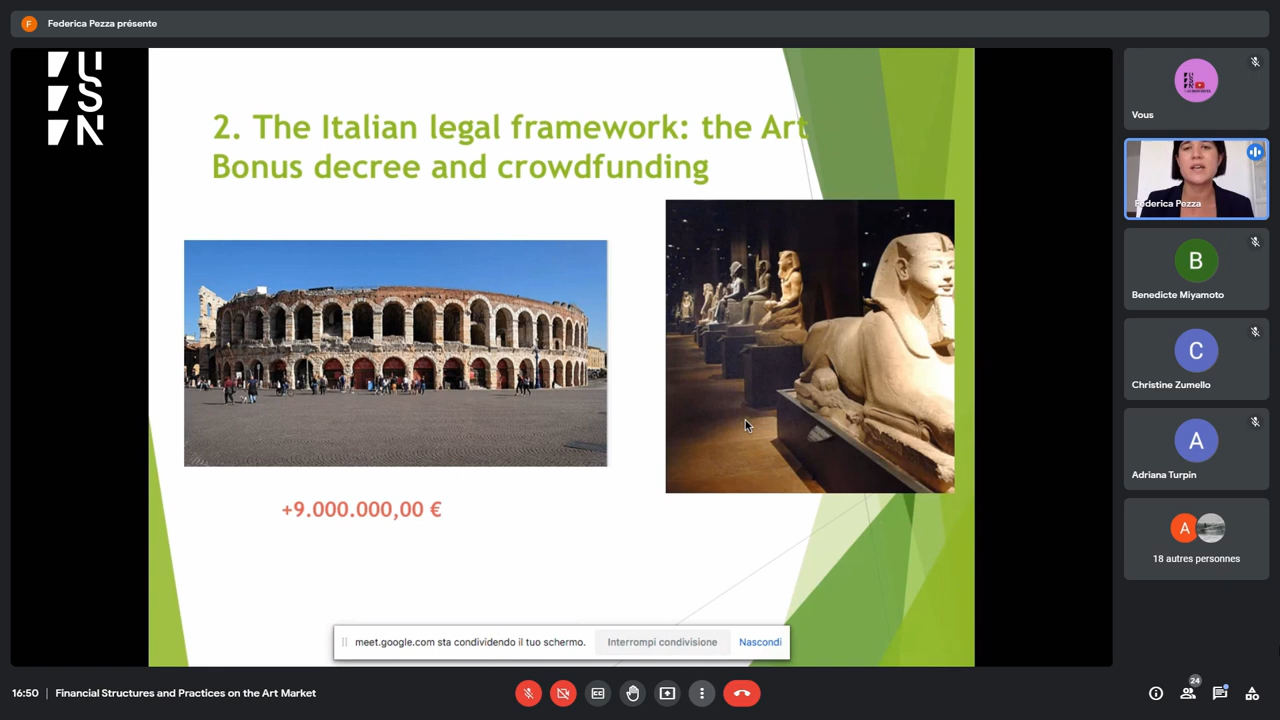 F Federica Pezza présente
USN
2. The Italian legal framework: the Art
Bonus decree and crowdfunding
+9.000.000,00 €
meet.google.com sta condividendo il tuo schermo.
Interrompi condivisione
Nascondi
Vous
Federica Pezza
B
Benedicte Miyamoto
C
Christine Zumello
A
Adriana Turpin
A
18 autres personnes
16:50 | Financial Structures and Practices on the Art Market
24